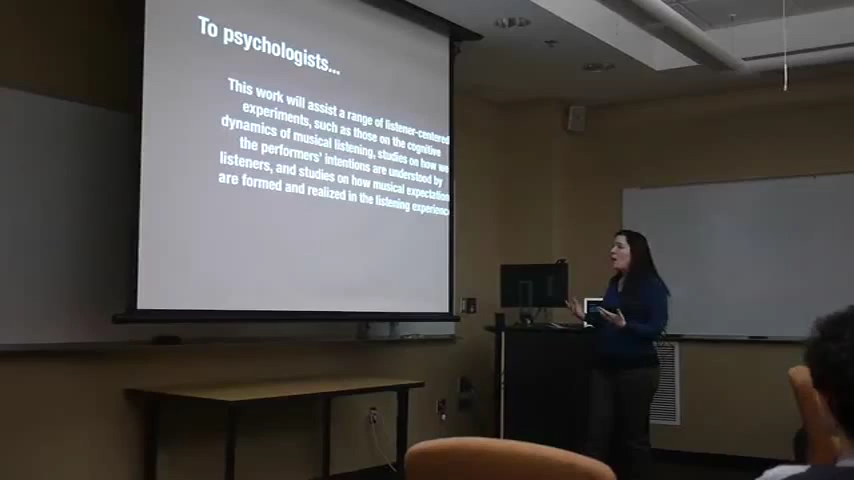 To psychologists...
This work will assist a range of listener-centered
experiments, such as those on the cognitive
dynamics of musical listening, studies on how we
the performers' intentions are understood by
listeners, and studies on how musical expectation
are formed and realized in the listening experience